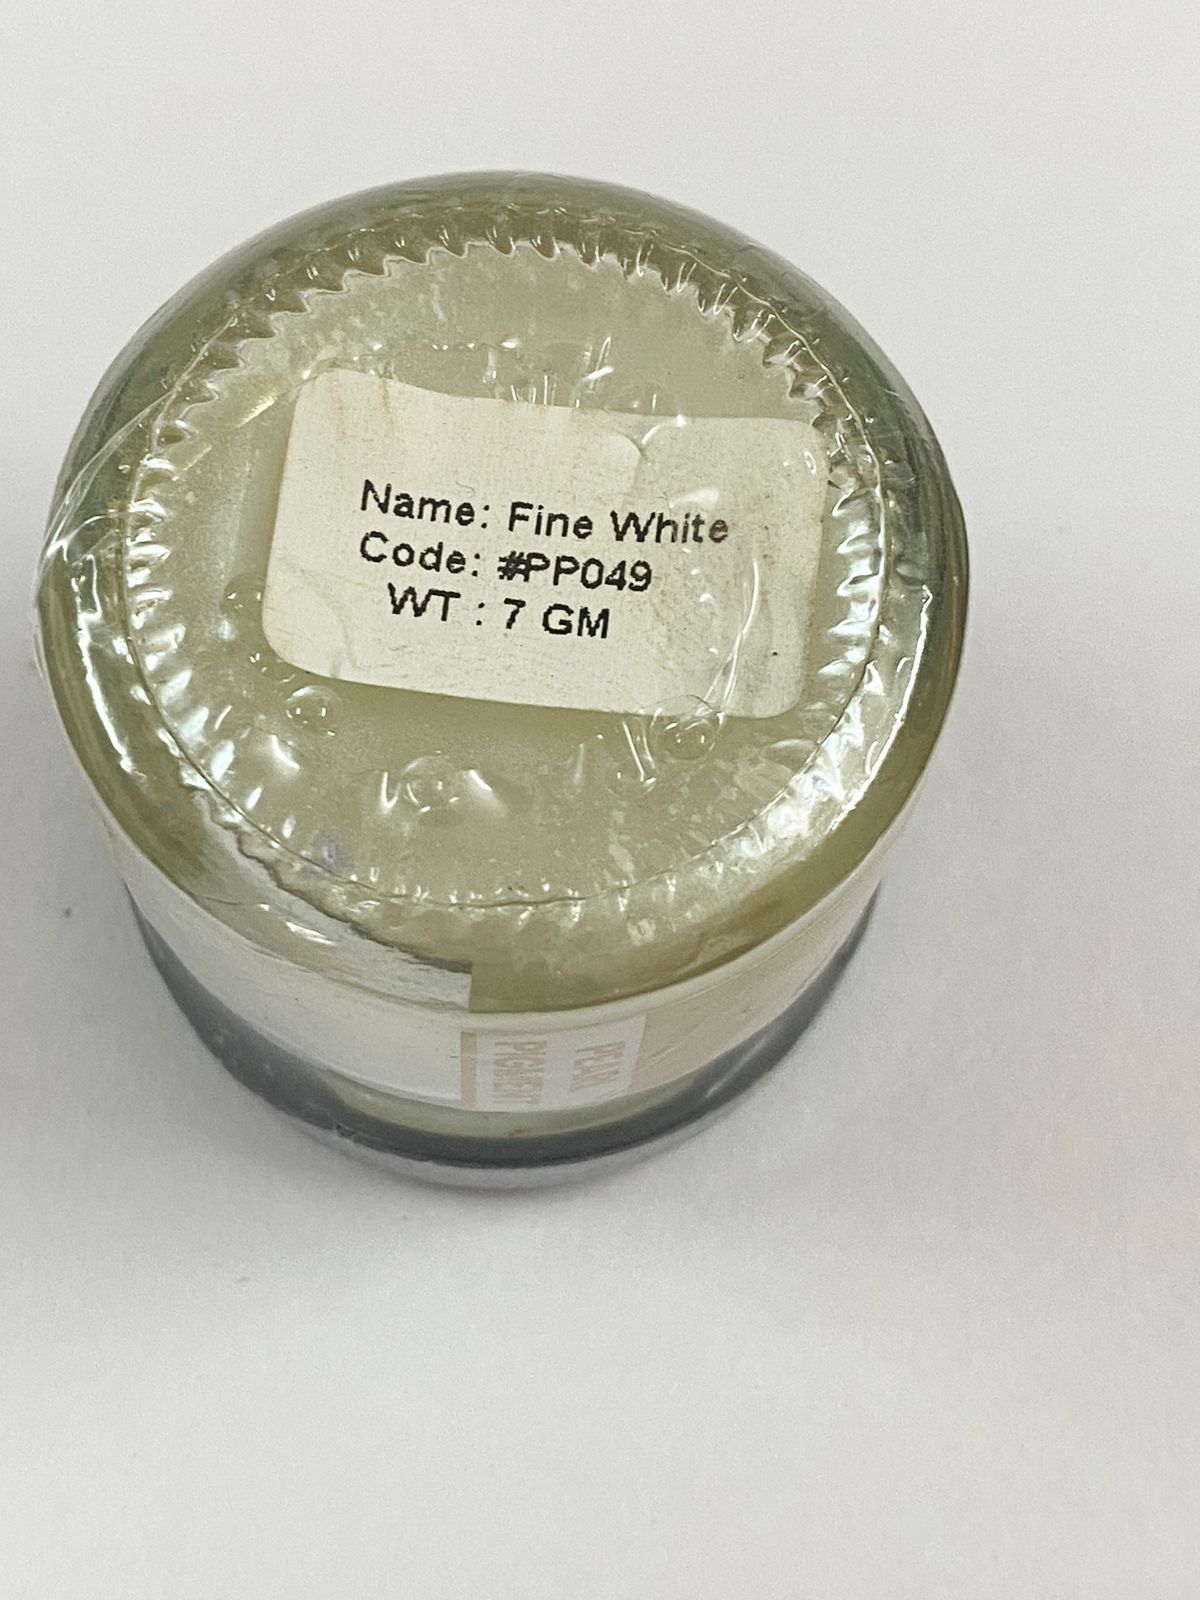 Name: Fine White
Code: #PP049
WT : 7 GM
PEARL
PIGMENT